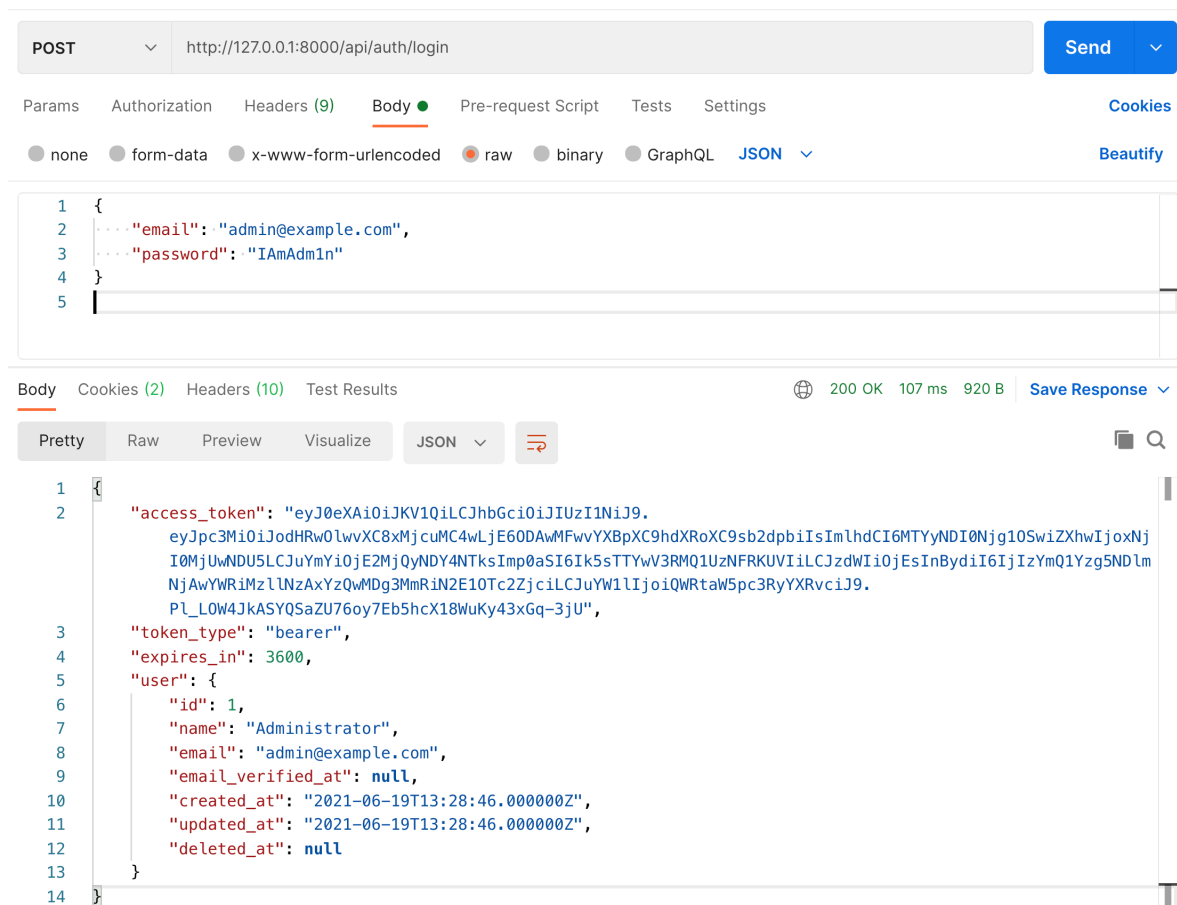 POST http://127.0.0.1:8000/api/auth/login Send
Params Authorization Headers (9) Body Pre-request Script Tests Settings Cookies
none form-data x-www-form-urlencoded raw binary GraphQL JSON Beautify
1 {
2 "email": "admin@example.com",
3 "password": "IAmAdm1n"
4 }
5
Body Cookies (2) Headers (10) Test Results 200 OK 107 ms 920 B Save Response
Pretty Raw Preview Visualize JSON
1 {
2 "access_token": "eyJ0eXAiOiJKV1QiLCJhbGciOiJIUzI1NiJ9.
eyJpc3MiOiJodHRwOlwvXC8xMjcuMC4wLjE6ODAwMFwvYXBpXC9hdXRoXC9sb2dpbiIsImlhdCI6MTYyNDI0Njg1OSwiZXhwIjoxNj
I0MjUwNDU5LCJuYmYiOjE2MjQyNDY4NTksImp0aSI6Ik5sTTYwV3RMQ1UzNFRKUVIiLCJzdWIiOjEsInBydiI6IjIzYmQ1Yzg5NDlm
NjAwYWRiMzllNzAxYzQwMDg3MmRiN2E1OTc2ZjciLCJuYW1lIjoiQWRtaW5pc3RyYXRvciJ9.
Pl_LOW4JkASYQSaZU76oy7Eb5hcX18WuKy43xGq-3jU",
3 "token_type": "bearer",
4 "expires_in": 3600,
5 "user": {
6 "id": 1,
7 "name": "Administrator",
8 "email": "admin@example.com",
9 "email_verified_at": null,
10 "created_at": "2021-06-19T13:28:46.000000Z",
11 "updated_at": "2021-06-19T13:28:46.000000Z",
12 "deleted_at": null
13 }
14 }